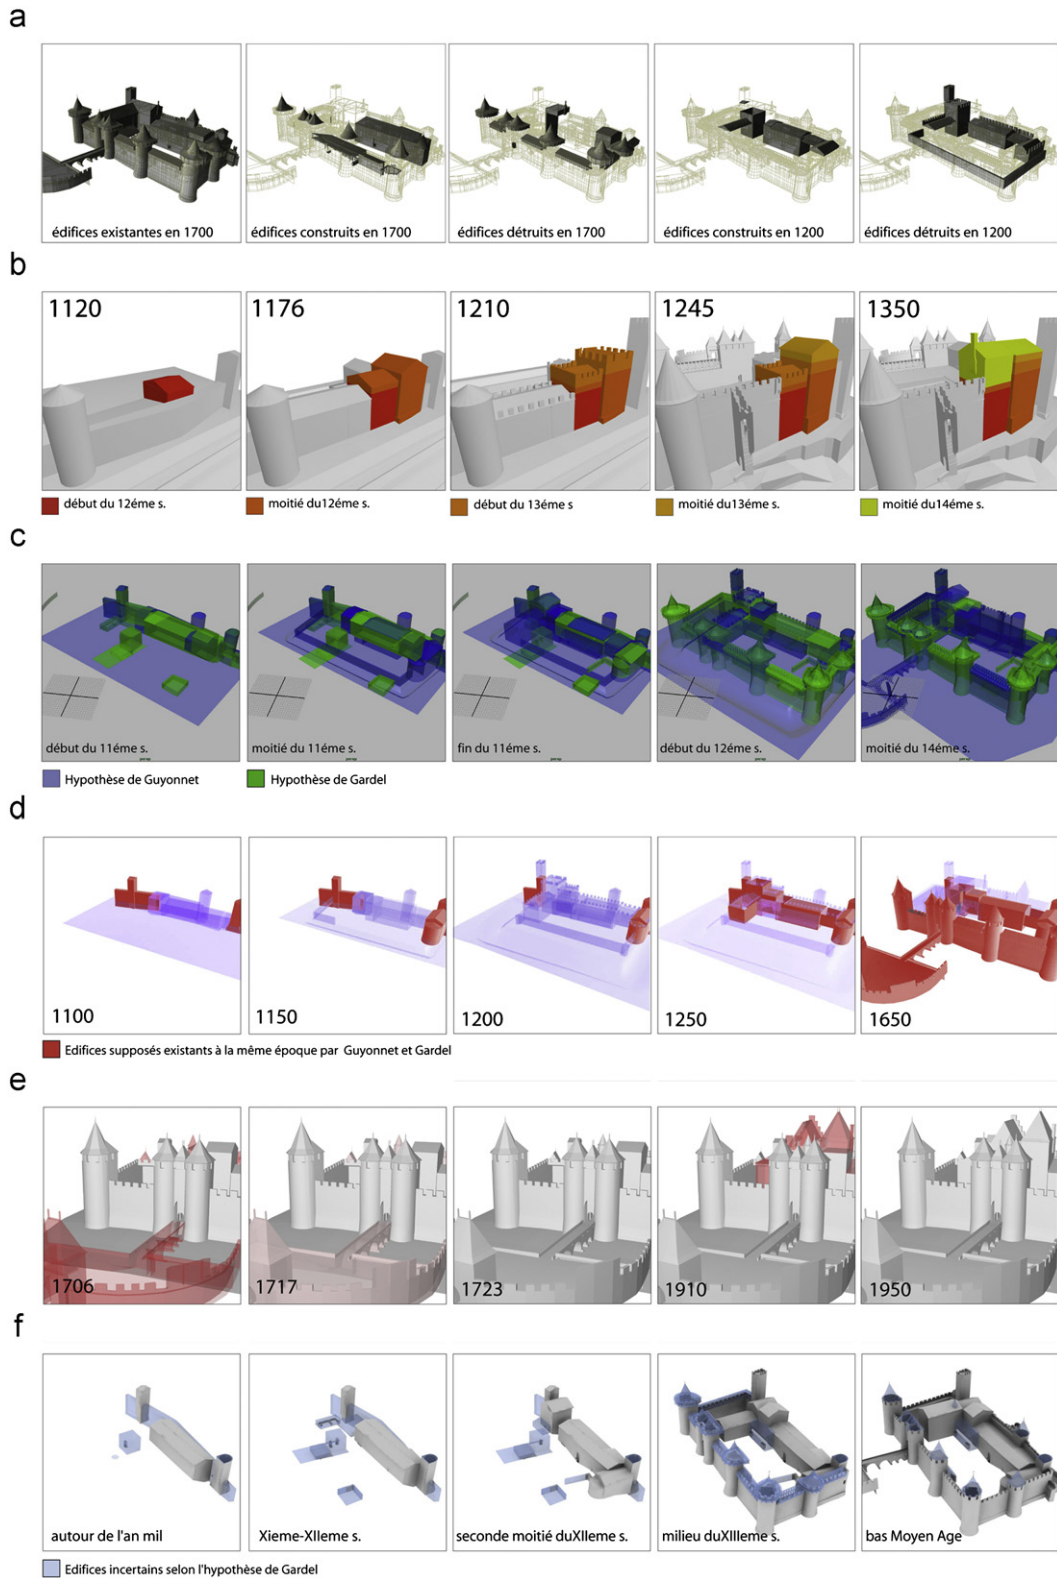 a
édifices existantes en 1700
édifices construits en 1700
édifices détruits en 1700
édifices construits en 1200
édifices détruits en 1200
b
1120
1176
1210
1245
1350
début du 12éme s.
moitié du12éme s.
début du 13éme s
moitié du13éme s.
moitié du14éme s.
c
début du 11éme s.
moitié du 11éme s.
fin du 11éme s.
début du 12éme s.
moitié du 14éme s.
persp
persp
persp
persp
persp
Hypothèse de Guyonnet
Hypothèse de Gardel
d
1100
1150
1200
1250
1650
Edifices supposés existants à la même époque par Guyonnet et Gardel
e
1706
1717
1723
1910
1950
f
autour de l'an mil
Xieme-XIIeme s.
seconde moitié duXIIeme s.
milieu duXIIIeme s.
bas Moyen Age
Edifices incertains selon l'hypothèse de Gardel